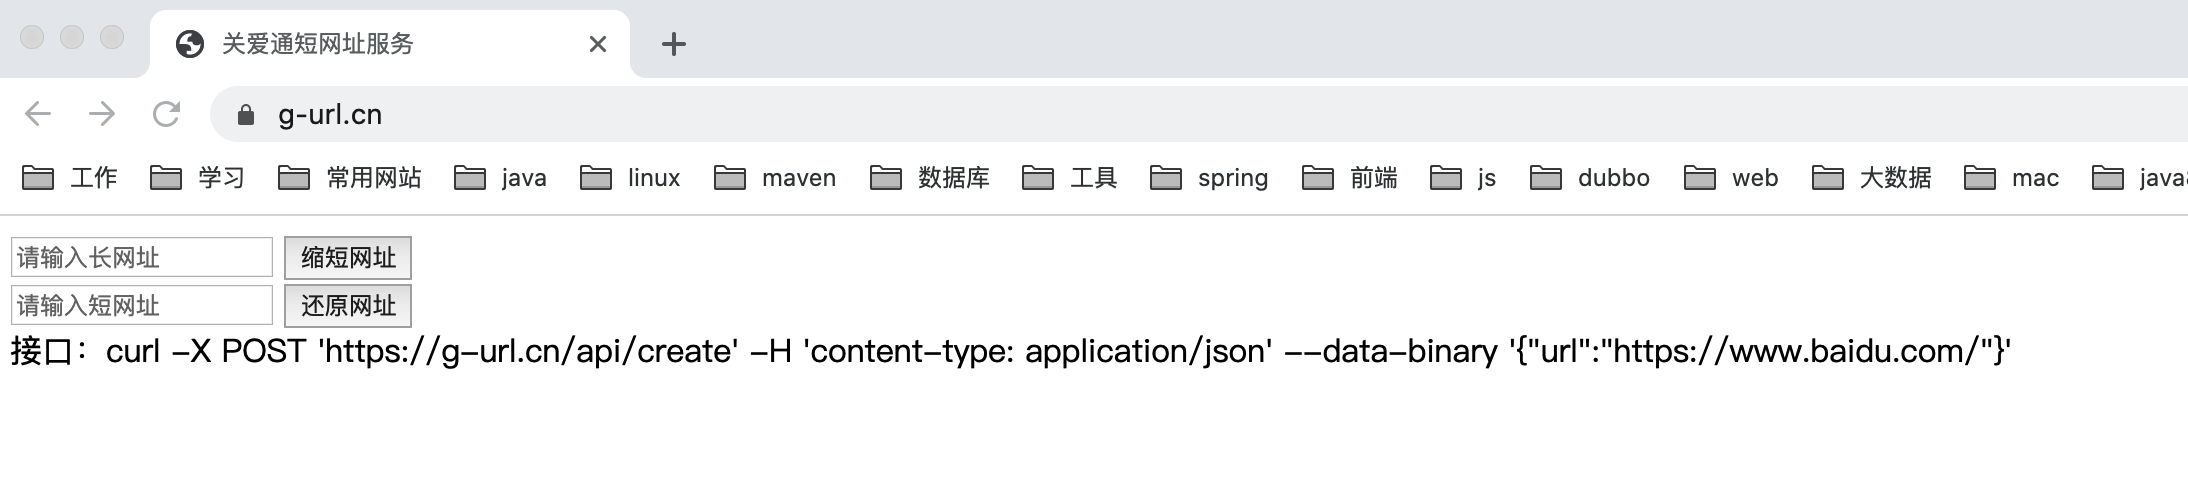 关爱通短网址服务
g-url.cn
工作 学习 常用网站 java linux maven 数据库 工具 spring 前端 js dubbo web 大数据 mac java
请输入长网址 缩短网址
请输入短网址 还原网址
接口：curl -X POST 'https://g-url.cn/api/create' -H 'content-type: application/json' --data-binary '{"url":"https://www.baidu.com/"}'